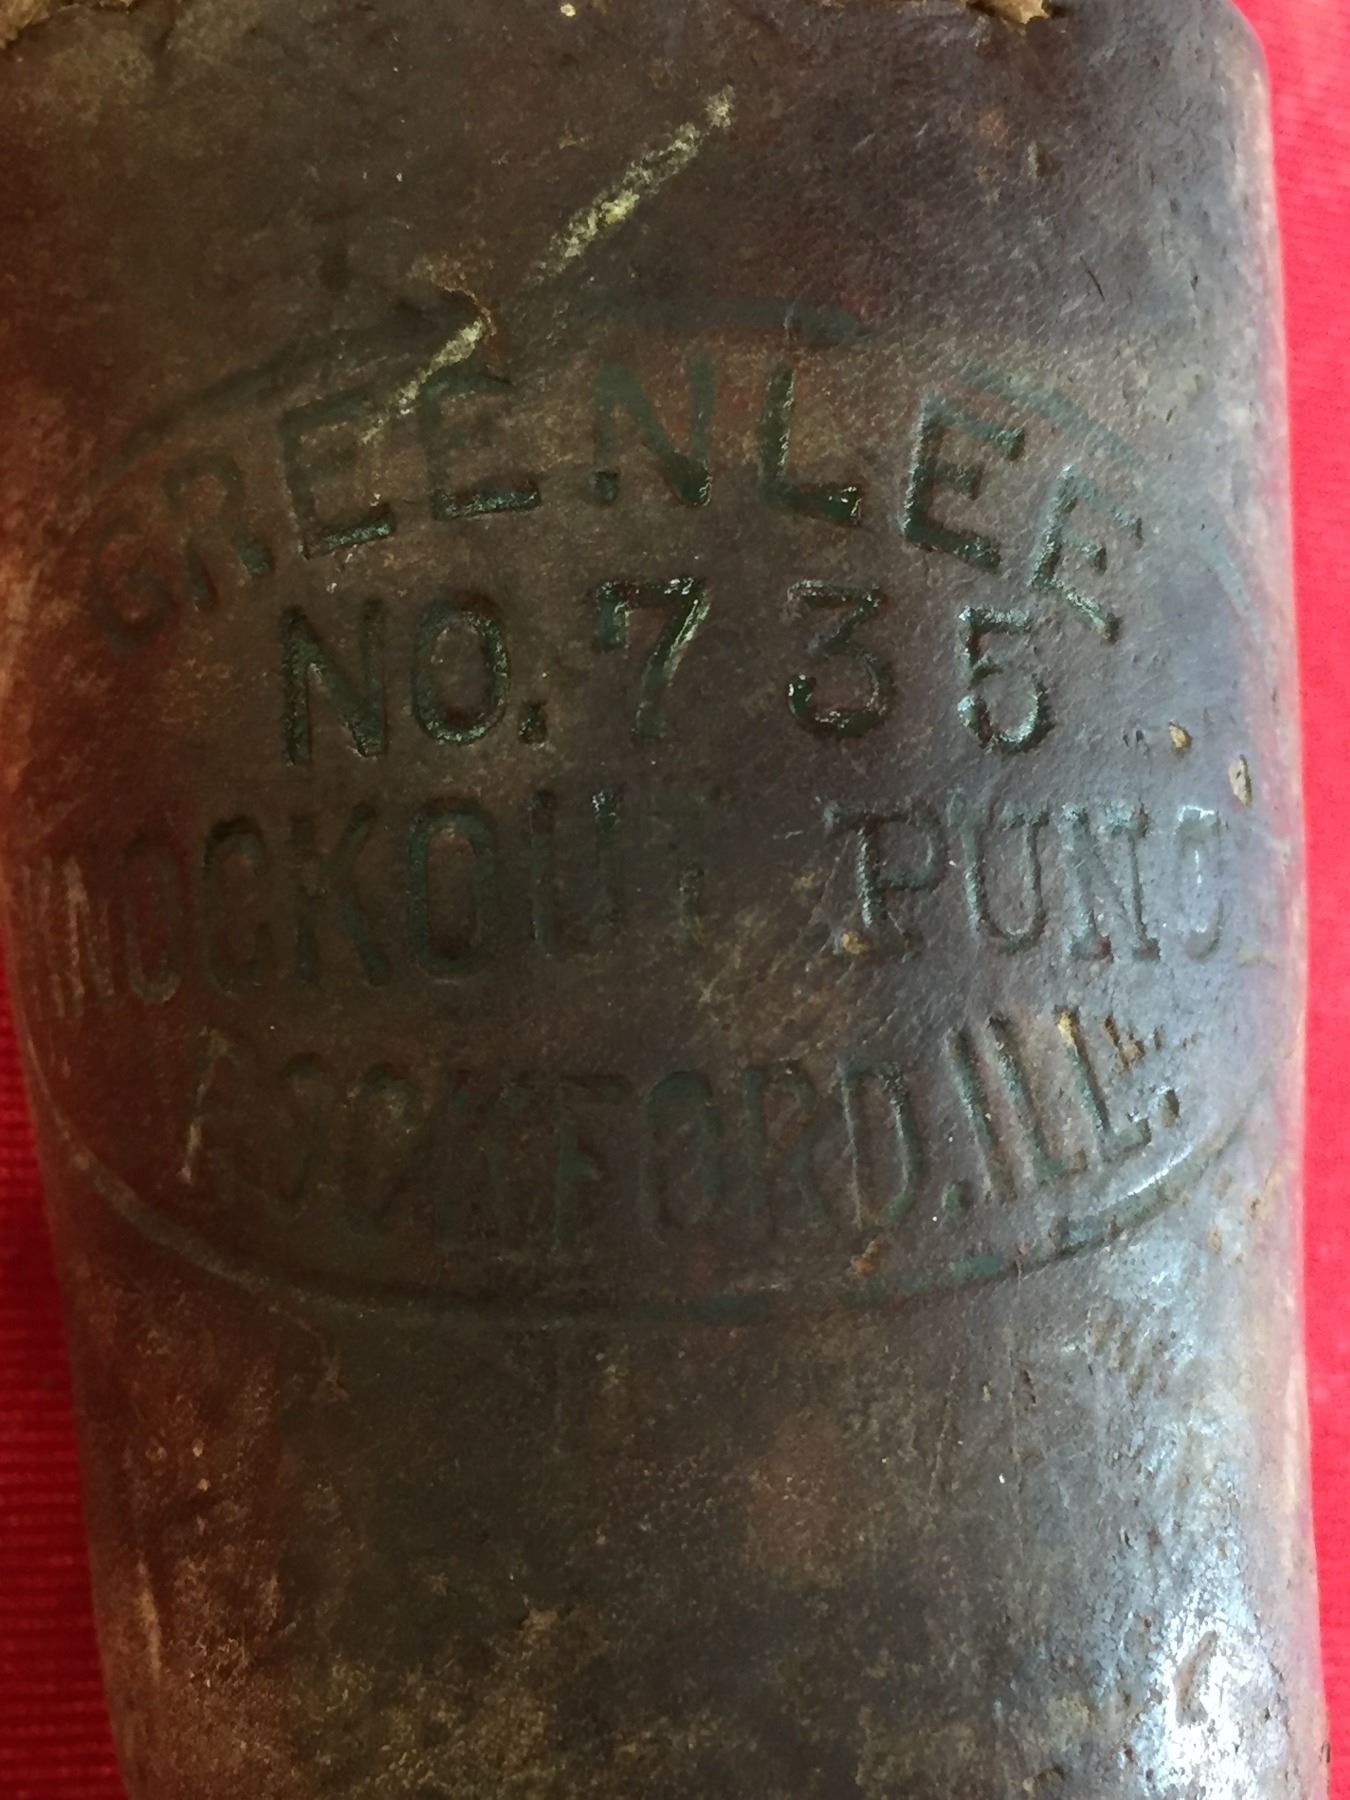 GREENLEE
NO. 735
KNOCKOUT PUNCH
ROCKFORD. ILL.